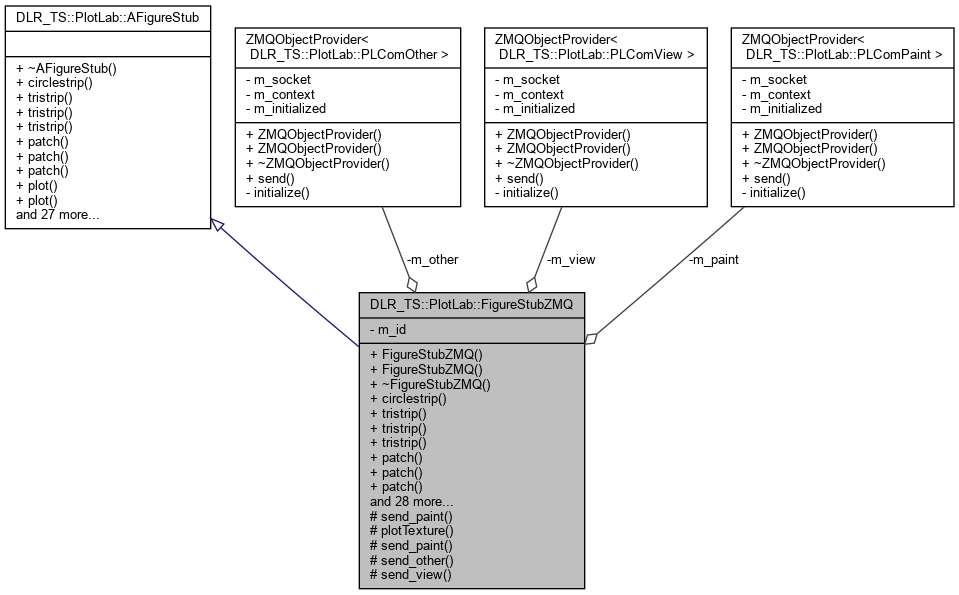 DLR_TS::PlotLab::AFigureStub
+ ~AFigureStub()
+ circlestrip()
+ tristrip()
+ tristrip()
+ tristrip()
+ patch()
+ patch()
+ patch()
+ plot()
+ plot()
and 27 more...
ZMQObjectProvider<
DLR_TS::PlotLab::PLComOther >
- m_socket
- m_context
- m_initialized
+ ZMQObjectProvider()
+ ZMQObjectProvider()
+ ~ZMQObjectProvider()
+ send()
- initialize()
ZMQObjectProvider<
DLR_TS::PlotLab::PLComView >
- m_socket
- m_context
- m_initialized
+ ZMQObjectProvider()
+ ZMQObjectProvider()
+ ~ZMQObjectProvider()
+ send()
- initialize()
ZMQObjectProvider<
DLR_TS::PlotLab::PLComPaint >
- m_socket
- m_context
- m_initialized
+ ZMQObjectProvider()
+ ZMQObjectProvider()
+ ~ZMQObjectProvider()
+ send()
- initialize()
-m_other
-m_view
-m_paint
DLR_TS::PlotLab::FigureStubZMQ
- m_id
+ FigureStubZMQ()
+ FigureStubZMQ()
+ ~FigureStubZMQ()
+ circlestrip()
+ tristrip()
+ tristrip()
+ tristrip()
+ patch()
+ patch()
+ patch()
and 28 more...
# send_paint()
# plotTexture()
# send_paint()
# send_other()
# send_view()